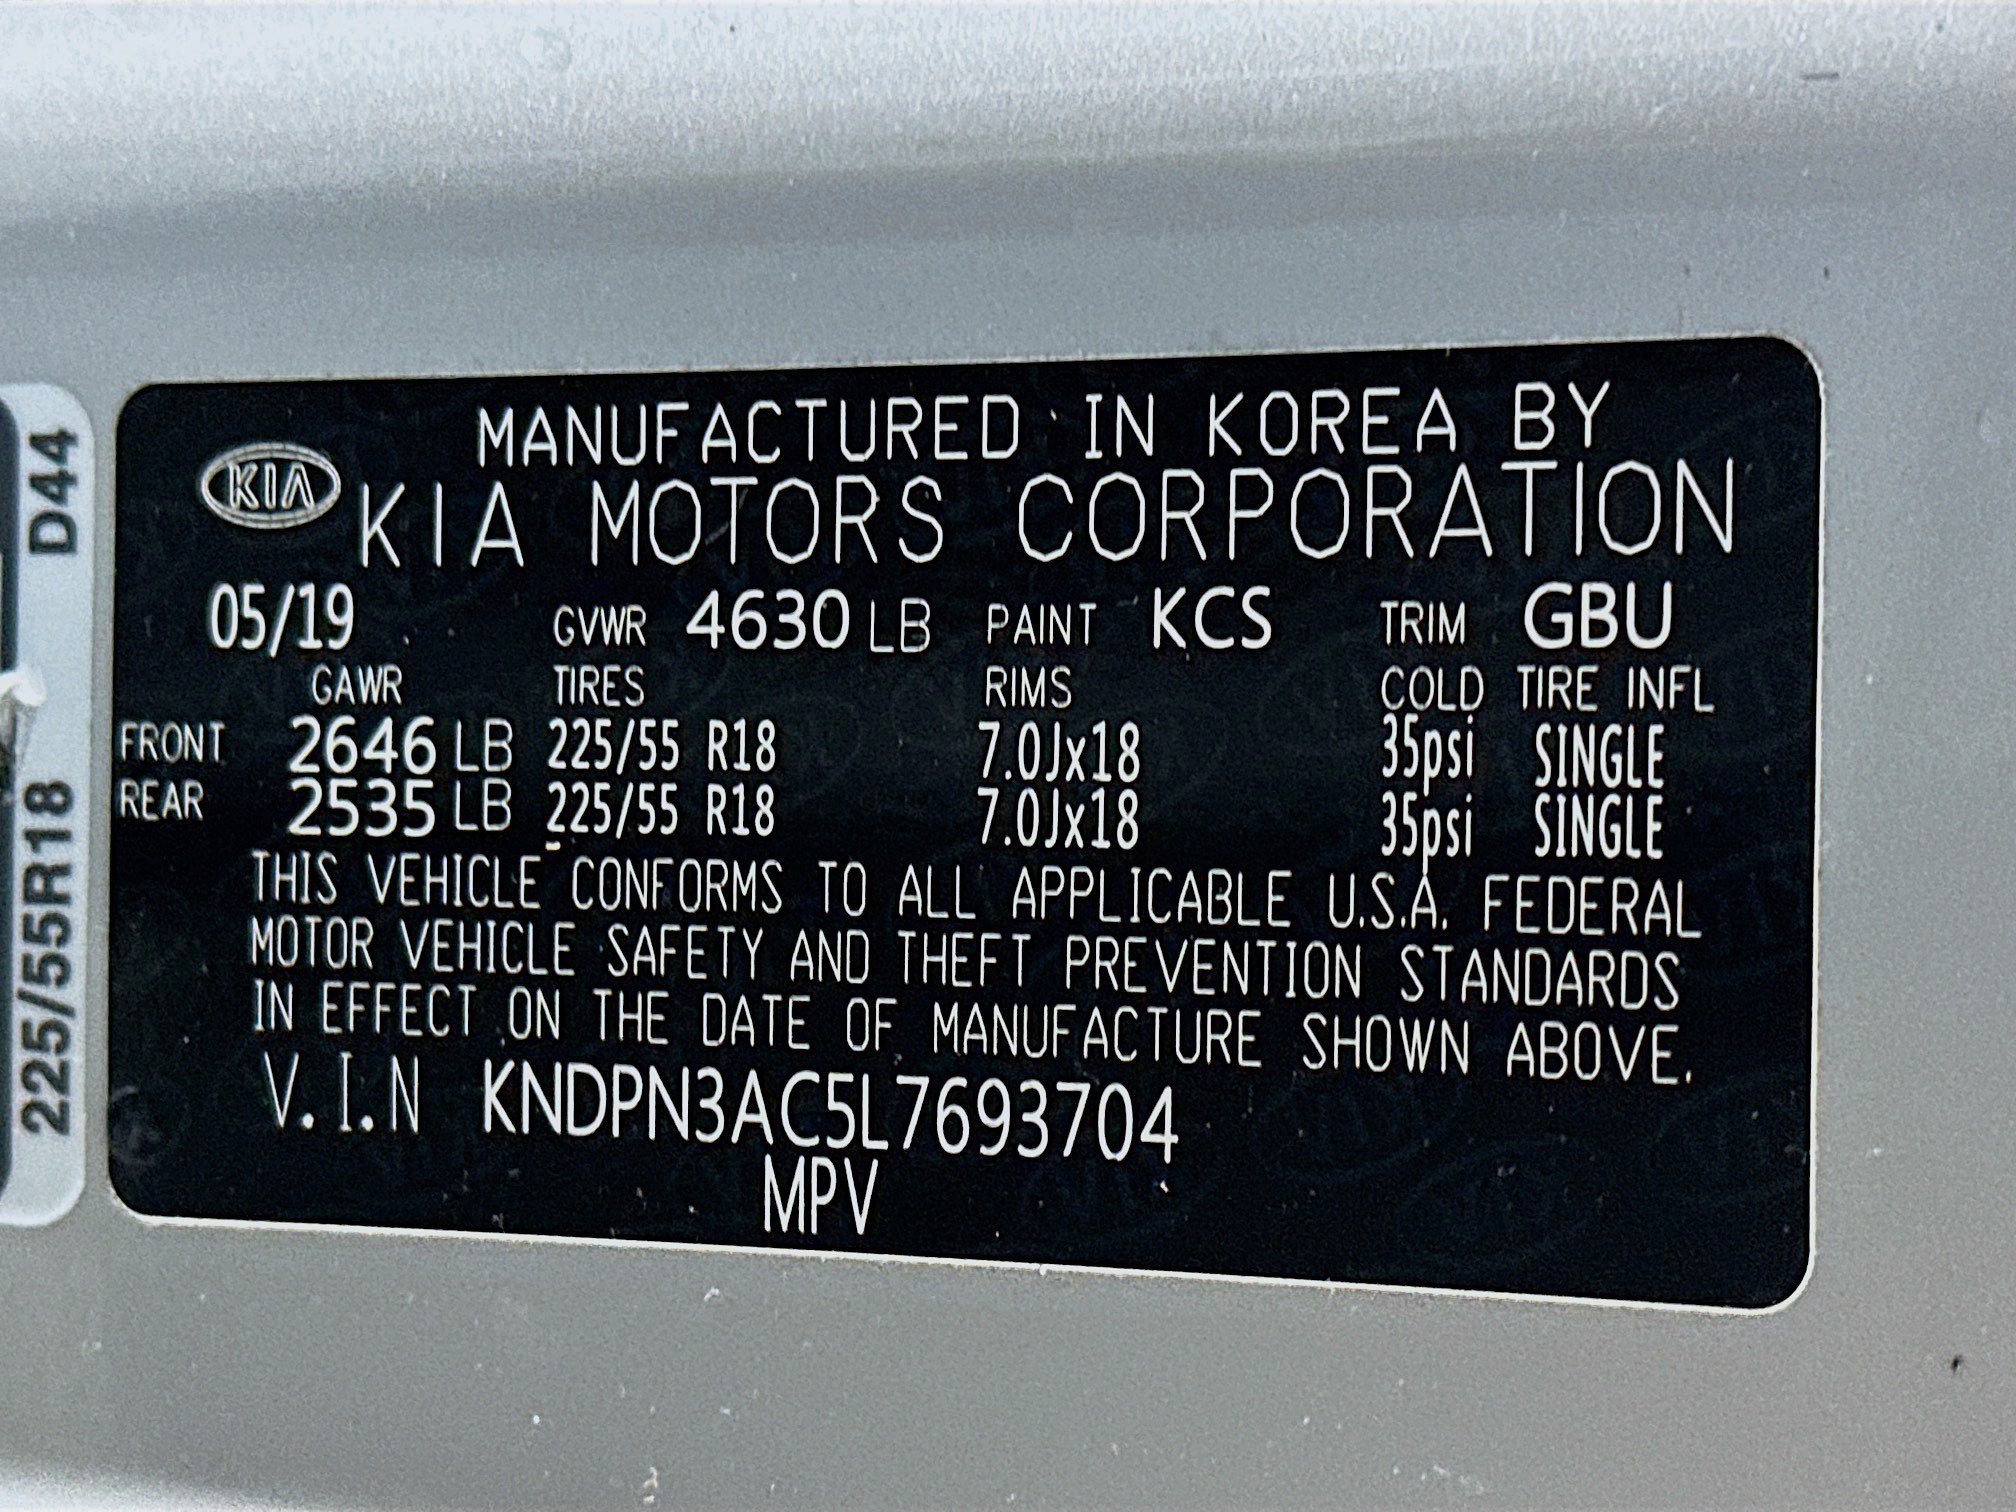 MANUFACTURED IN KOREA BY
KIA KIA MOTORS CORPORATION
05/19 GVWR 4630 LB PAINT KCS TRIM GBU
GAWR TIRES RIMS COLD TIRE INFL
FRONT 2646 LB 225/55 R18 7.0Jx18 35psi SINGLE
REAR 2535 LB 225/55 R18 7.0Jx18 35psi SINGLE
THIS VEHICLE CONFORMS TO ALL APPLICABLE U.S.A. FEDERAL
MOTOR VEHICLE SAFETY AND THEFT PREVENTION STANDARDS
IN EFFECT ON THE DATE OF MANUFACTURE SHOWN ABOVE.
V.I.N KNDPN3AC5L7693704
MPV
225/55R18 D44